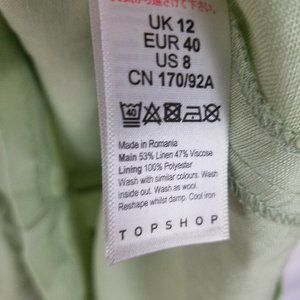 UK 12
EUR 40
US 8
CN 170/92A
40
Made in Romania
Main 53% Linen 47% Viscose
Lining 100% Polyester
Wash with similar colours. Wash
inside out. Wash as wool.
Reshape whilst damp. Cool iron
TOPSHOP